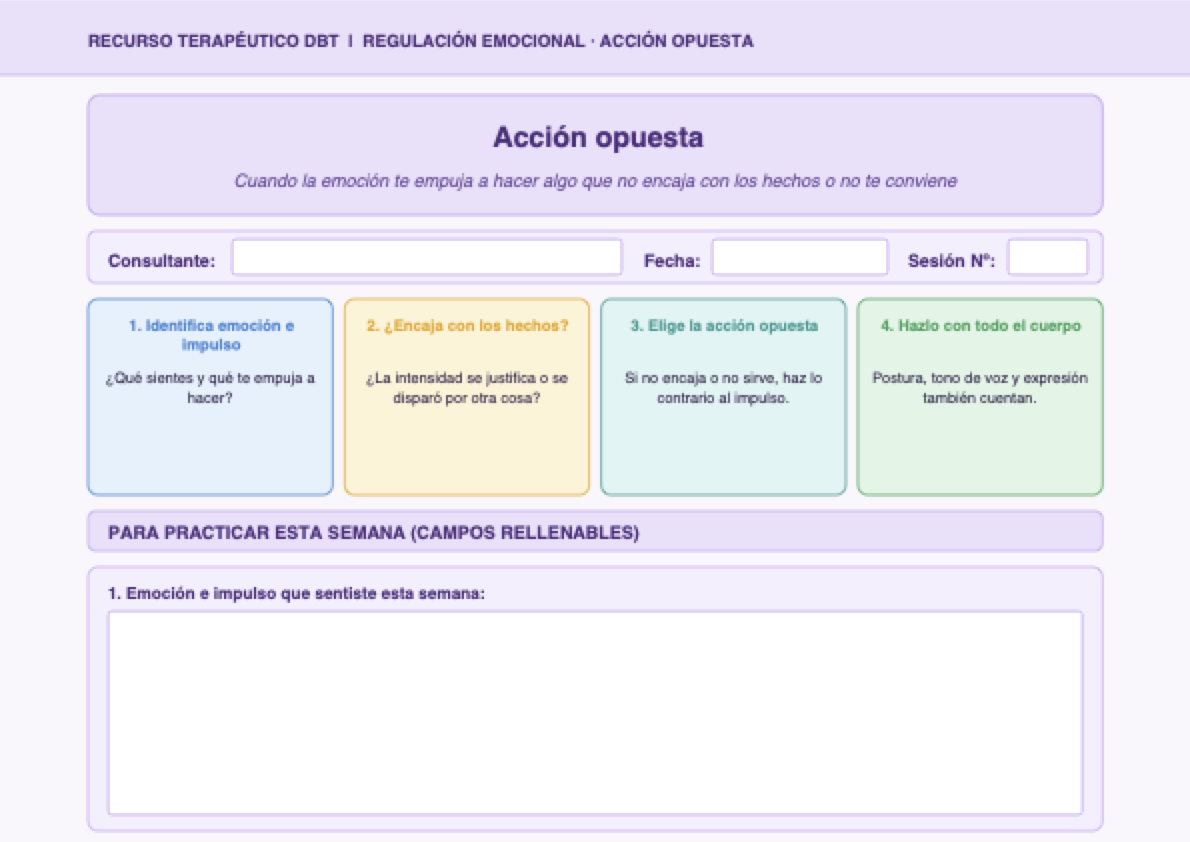 RECURSO TERAPÉUTICO DBT | REGULACIÓN EMOCIONAL · ACCIÓN OPUESTA
Acción opuesta
Cuando la emoción te empuja a hacer algo que no encaja con los hechos o no te conviene
Consultante: Fecha: Sesión Nº:
1. Identifica emoción e
impulso
¿Qué sientes y qué te empuja a
hacer?
2. ¿Encaja con los hechos?
¿La intensidad se justifica o se
disparó por otra cosa?
3. Elige la acción opuesta
Si no encaja o no sirve, haz lo
contrario al impulso.
4. Hazlo con todo el cuerpo
Postura, tono de voz y expresión
también cuentan.
PARA PRACTICAR ESTA SEMANA (CAMPOS RELLENABLES)
1. Emoción e impulso que sentiste esta semana: